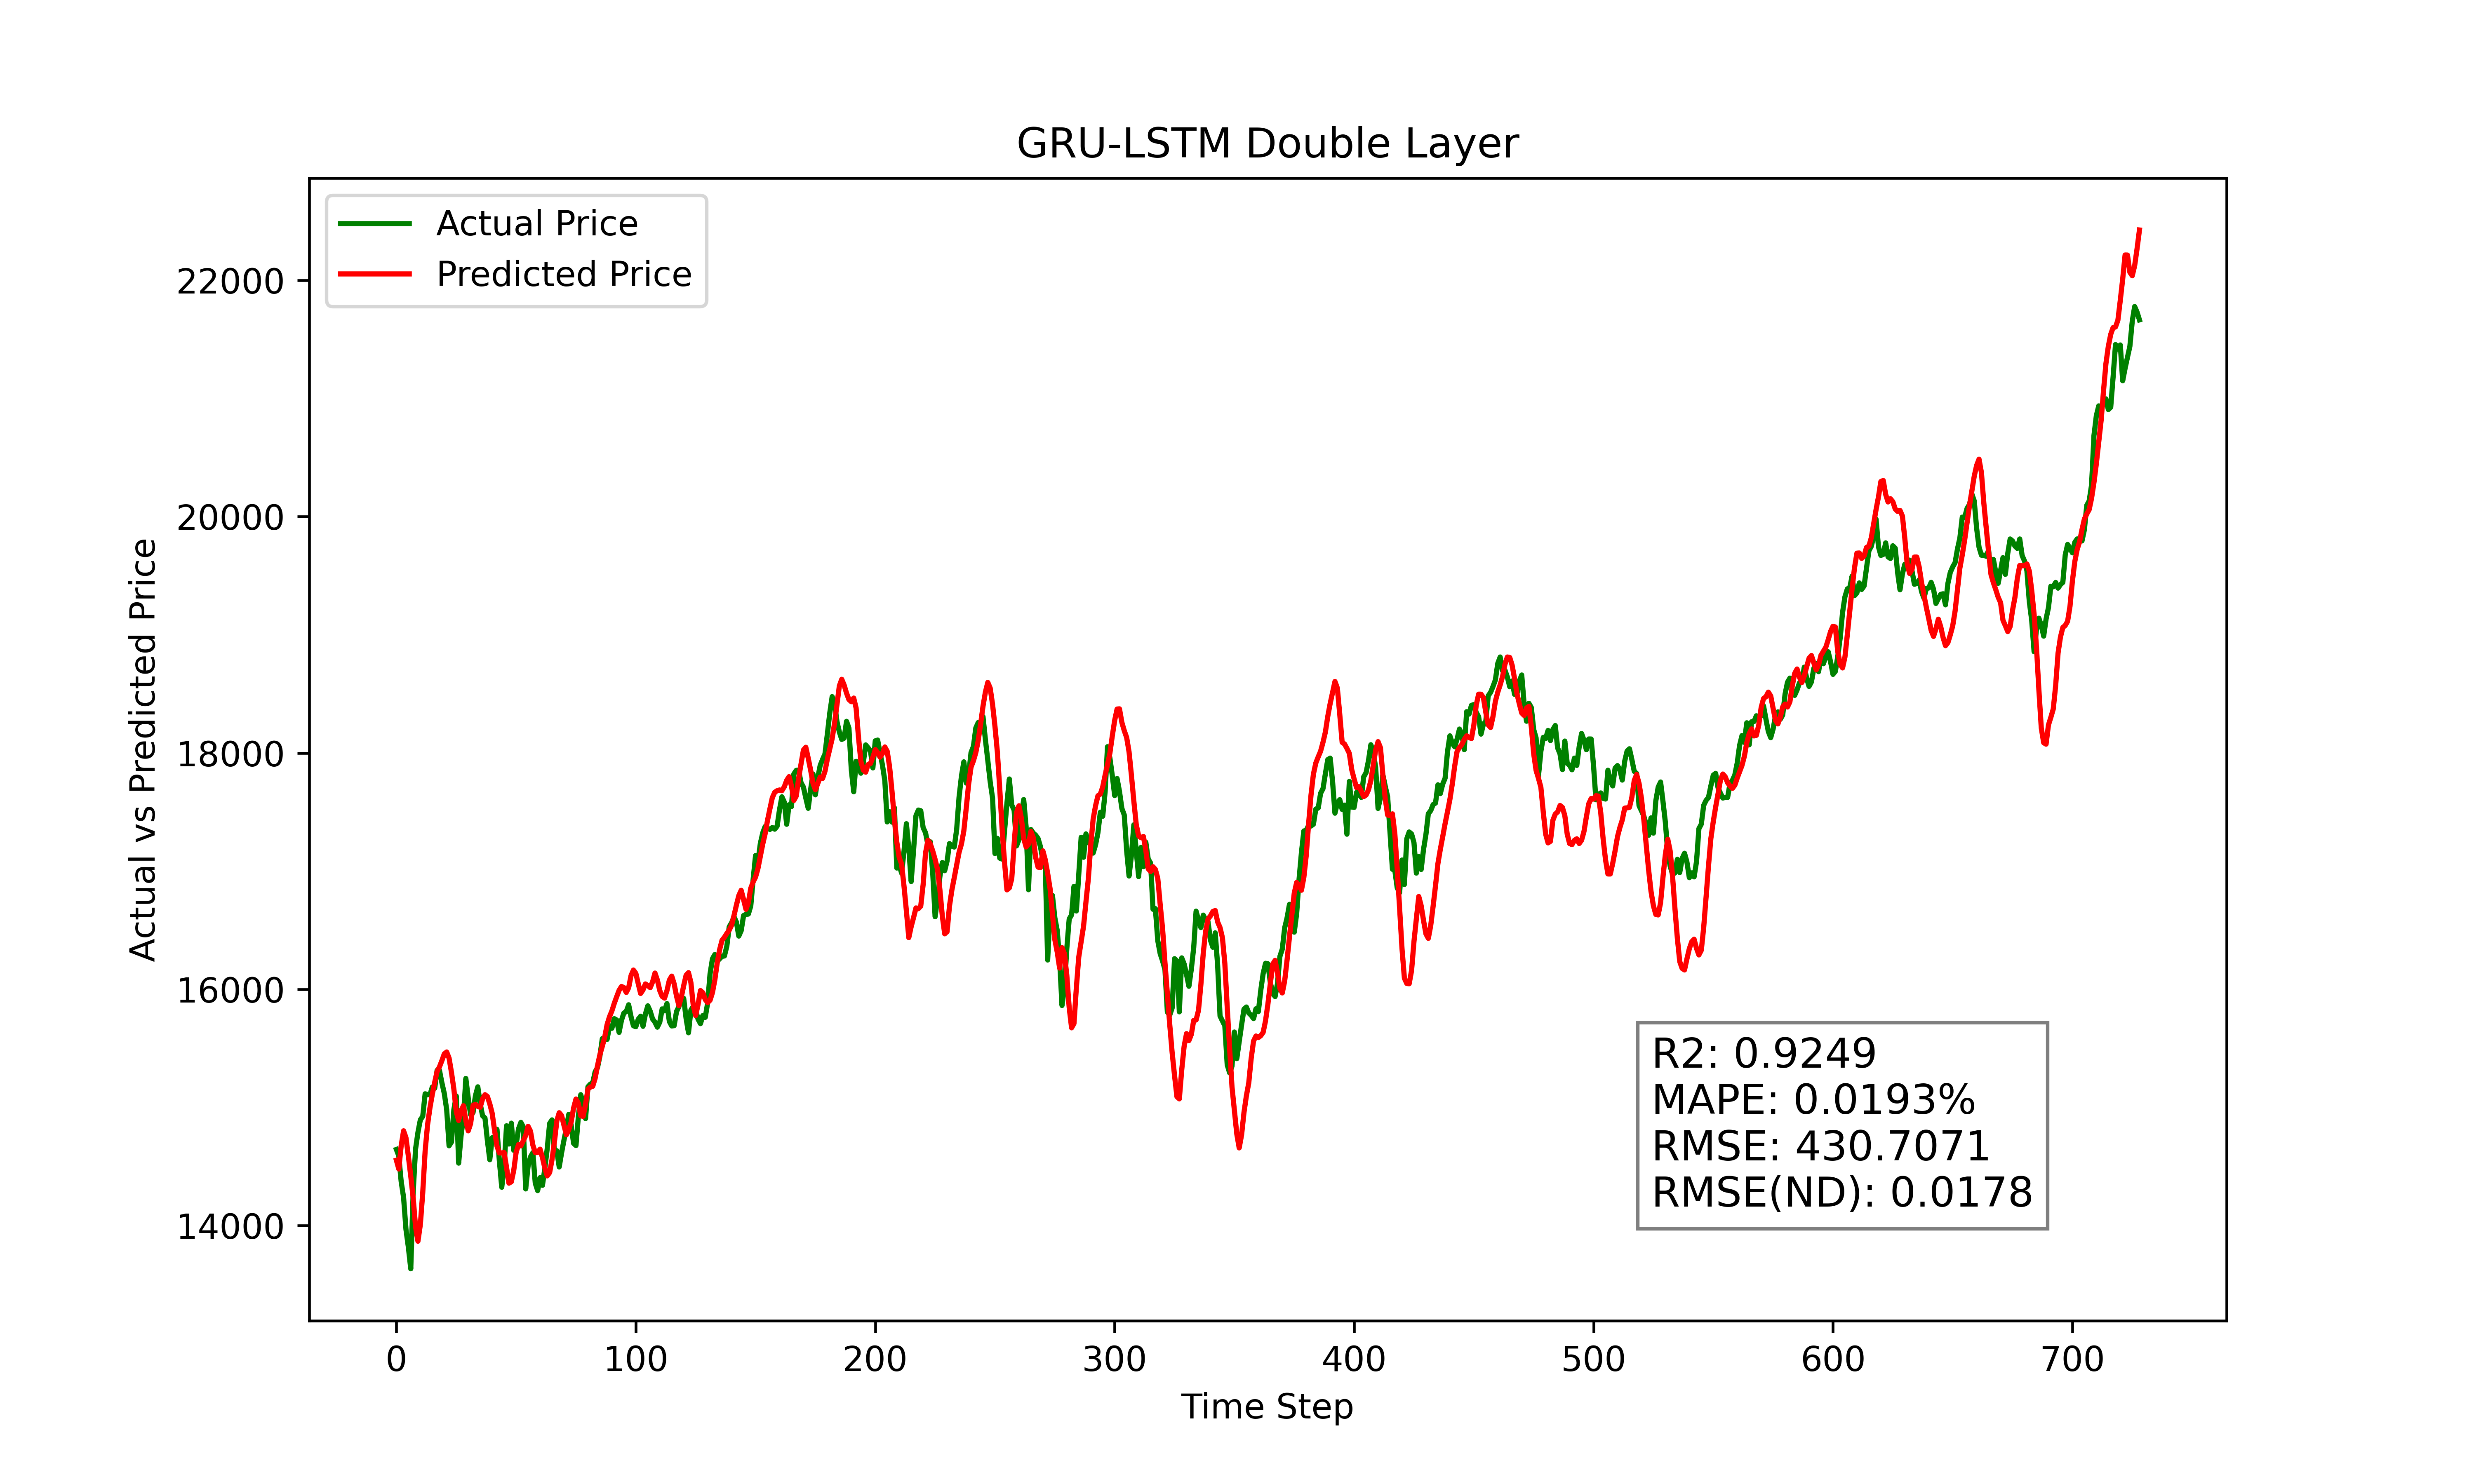 GRU-LSTM Double Layer
Actual Price
Predicted Price
Actual vs Predicted Price
22000
20000
18000
16000
14000
R2: 0.9249
MAPE: 0.0193%
RMSE: 430.7071
RMSE(ND): 0.0178
0 100 200 300 400 500 600 700
Time Step